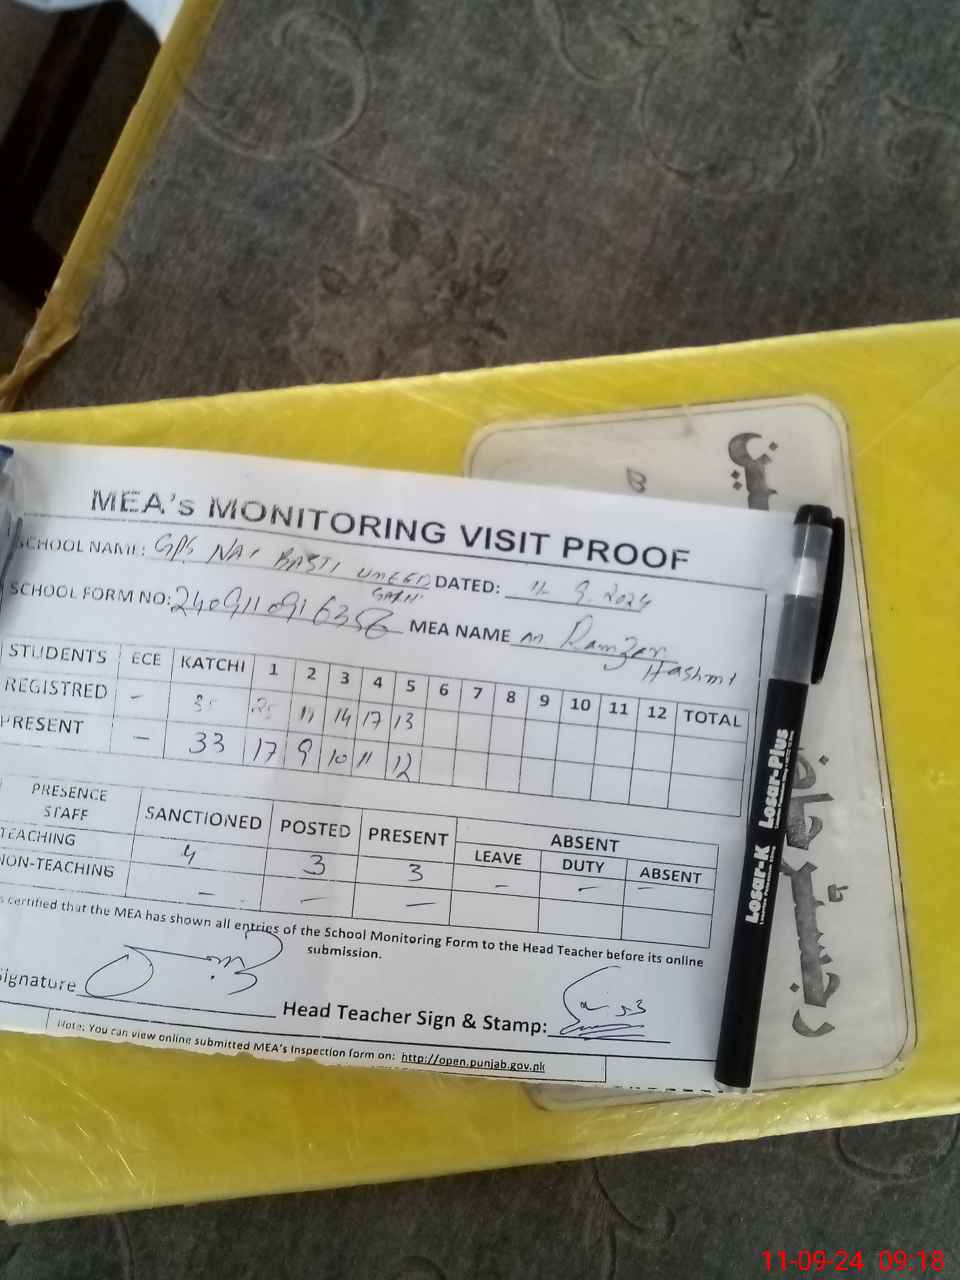 MEA's MONITORING VISIT PROOF
SCHOOL NAME: GPS NAI BASTI UMEED GARH DATED: 11 9. 2024
SCHOOL FORM NO: MEA NAME M Ramzan Hashmi
STUDENTS ECE KATCHI 1 2 3 4 5 6 7 8 9 10 11 12 TOTAL
REGISTRED - 35 25 11 14 17 13
PRESENT - 33 17 9 10 11 12
PRESENCE STAFF SANCTIONED POSTED PRESENT ABSENT
LEAVE DUTY ABSENT
TEACHING 4 3 3 - - -
NON-TEACHING - - -
certified that the MEA has shown all entries of the School Monitoring Form to the Head Teacher before its online
submission.
Signature Head Teacher Sign & Stamp:
Note: You can view online submitted MEA's Inspection form on: http://open.punjab.gov.pk
Losar-K Losar-Plus
B
رجسٹر
11-09-24 09:18